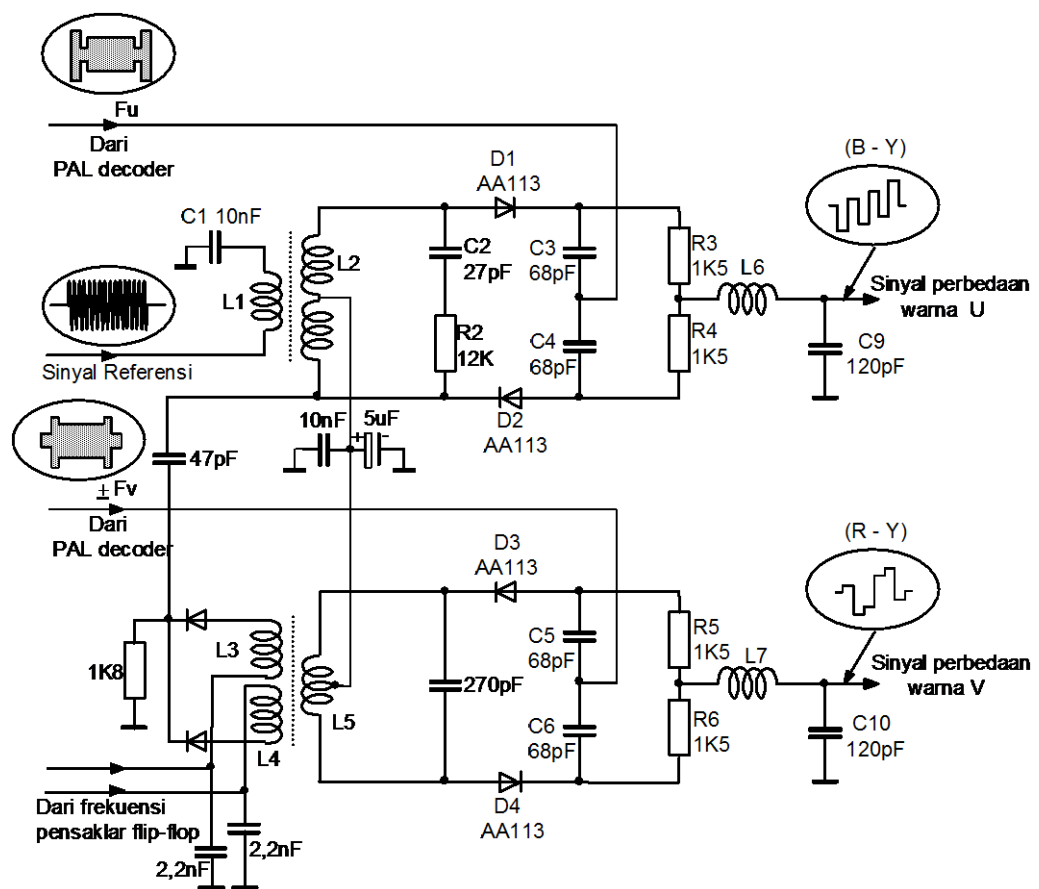 Fu
Dari
PAL decoder
C1 10nF
L1
L2
Sinyal Referensi
C2
27pF
R2
12K
D1
AA113
C3
68pF
C4
68pF
D2
AA113
R3
1K5
R4
1K5
L6
(B - Y)
Sinyal perbedaan
warna U
C9
120pF
10nF
+
5uF
-
47pF
± Fv
Dari
PAL decoder
1K8
L3
L4
L5
270pF
D3
AA113
C5
68pF
C6
68pF
D4
AA113
R5
1K5
R6
1K5
L7
(R - Y)
Sinyal perbedaan
warna V
C10
120pF
Dari frekuensi
pensaklar flip-flop
2,2nF
2,2nF